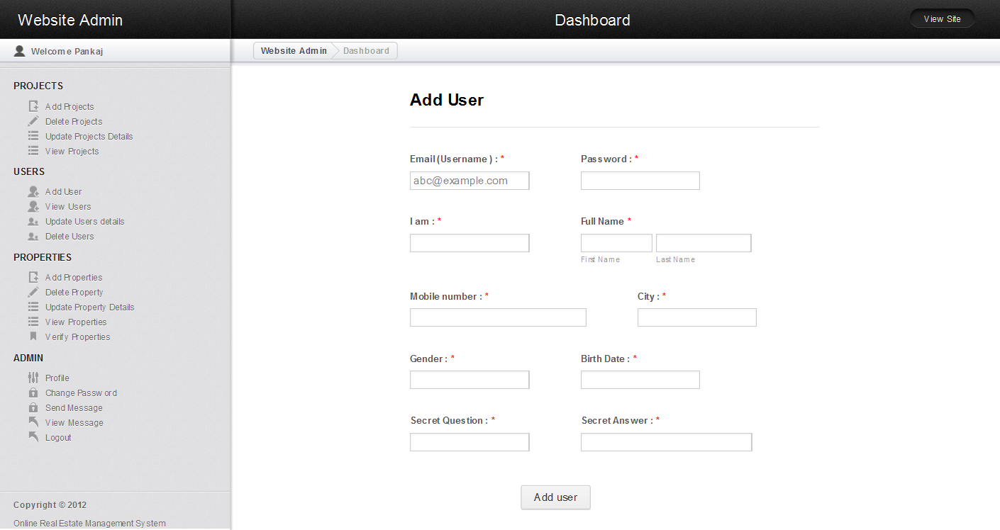 Website Admin
Dashboard
View Site
Welcome Pankaj
Website Admin
Dashboard
PROJECTS
Add Projects
Delete Projects
Update Projects Details
View Projects
USERS
Add User
View Users
Update Users details
Delete Users
PROPERTIES
Add Properties
Delete Property
Update Property Details
View Properties
Verify Properties
ADMIN
Profile
Change Password
Send Message
View Message
Logout
Copyright © 2012
Online Real Estate Management System
Add User
Email (Username ) : * Password : *
abc@example.com
I am : * Full Name *
First Name Last Name
Mobile number : * City : *
Gender : * Birth Date : *
Secret Question : * Secret Answer : *
Add user